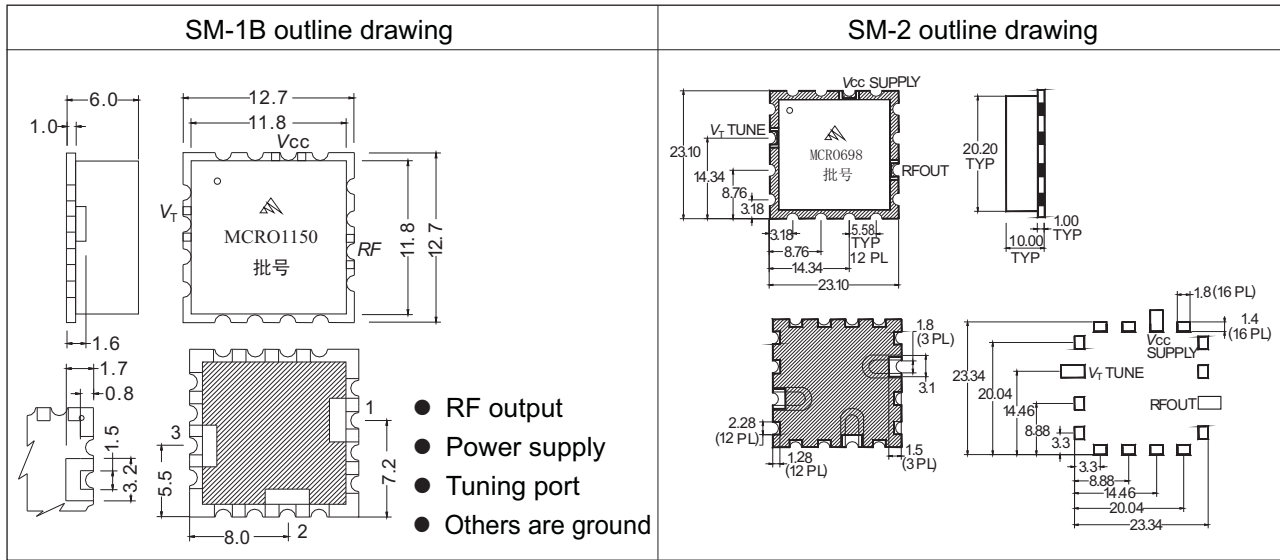 SM-1B outline drawing
6.0
1.0
12.7
11.8
Vcc
VT
MCRO1150
批号
RF
11.8
12.7
1.6
1.7
0.8
1.5
3.2
3
1
5.5
7.2
8.0
2
● RF output
● Power supply
● Tuning port
● Others are ground
SM-2 outline drawing
Vcc SUPPLY
VT TUNE
23.10
14.34
8.76
3.18
MCRO698
批号
RFOUT
3.18
8.76
14.34
23.10
5.58
TYP
12 PL
20.20
TYP
1.00
TYP
10.00
TYP
1.8
(3 PL)
3.1
2.28
(12 PL)
1.28
(12 PL)
1.5
(3 PL)
1.8 (16 PL)
1.4
(16 PL)
Vcc
SUPPLY
VT TUNE
RFOUT
23.34
20.04
14.46
8.88
3.3
3.3
8.88
14.46
20.04
23.34